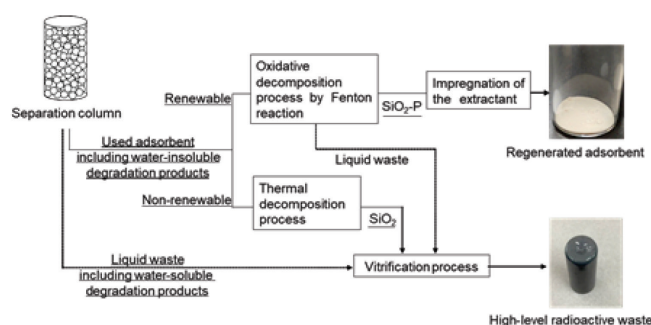 Separation column
Renewable
Used adsorbent
including water-insoluble
degradation products
Non-renewable
Oxidative
decomposition
process by Fenton
reaction
SiO₂-P
Impregnation of
the extractant
Regenerated adsorbent
Liquid waste
Thermal
decomposition
process
SiO₂
Liquid waste
including water-soluble
degradation products
Vitrification process
High-level radioactive waste